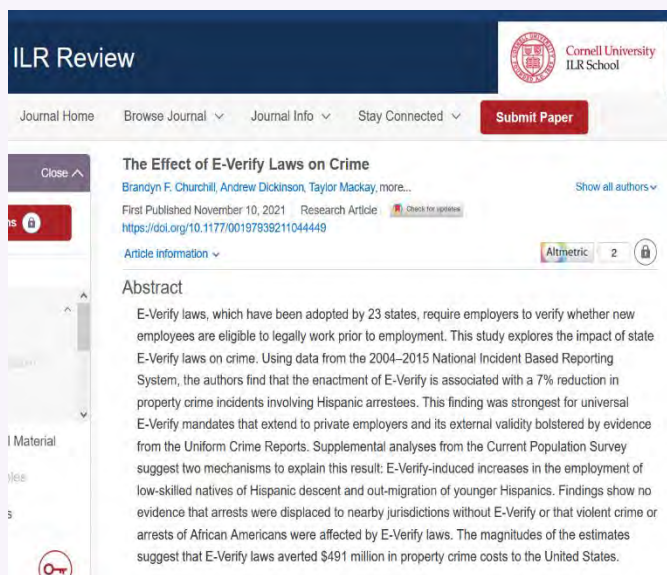 ILR Review
Cornell University
ILR School
Journal Home Browse Journal Journal Info Stay Connected Submit Paper
Close
The Effect of E-Verify Laws on Crime
Brandyn F. Churchill, Andrew Dickinson, Taylor Mackay, more...
Show all authors
First Published November 10, 2021 Research Article Check for updates
https://doi.org/10.1177/00197939211044449
Article information
Altmetric 2
Abstract
E-Verify laws, which have been adopted by 23 states, require employers to verify whether new
employees are eligible to legally work prior to employment. This study explores the impact of state
E-Verify laws on crime. Using data from the 2004–2015 National Incident Based Reporting
System, the authors find that the enactment of E-Verify is associated with a 7% reduction in
property crime incidents involving Hispanic arrestees. This finding was strongest for universal
E-Verify mandates that extend to private employers and its external validity bolstered by evidence
from the Uniform Crime Reports. Supplemental analyses from the Current Population Survey
suggest two mechanisms to explain this result: E-Verify-induced increases in the employment of
low-skilled natives of Hispanic descent and out-migration of younger Hispanics. Findings show no
evidence that arrests were displaced to nearby jurisdictions without E-Verify or that violent crime or
arrests of African Americans were affected by E-Verify laws. The magnitudes of the estimates
suggest that E-Verify laws averted $491 million in property crime costs to the United States.
Material